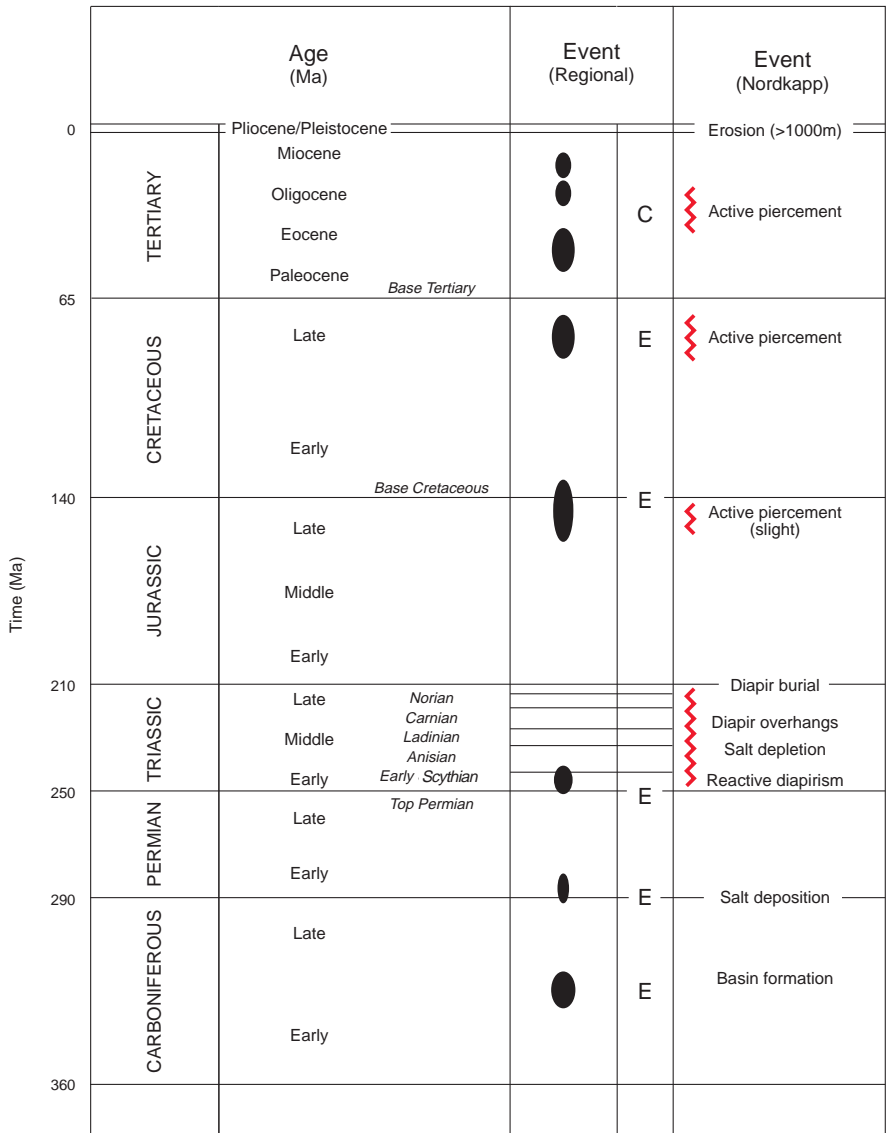 Age
(Ma)
Event
(Regional)
Event
(Nordkapp)
Time (Ma)
0
Pliocene/Pleistocene
Erosion (>1000m)
TERTIARY
Miocene
Oligocene
C
Active piercement
Eocene
Paleocene
Base Tertiary
65
CRETACEOUS
Late
E
Active piercement
Early
Base Cretaceous
140
E
JURASSIC
Late
Active piercement
(slight)
Middle
Early
210
Diapir burial
TRIASSIC
Late
Norian
Carnian
Diapir overhangs
Middle
Ladinian
Salt depletion
Anisian
Early
Early Scythian
Reactive diapirism
250
E
PERMIAN
Top Permian
Late
Early
290
E
Salt deposition
CARBONIFEROUS
Late
Basin formation
E
Early
360